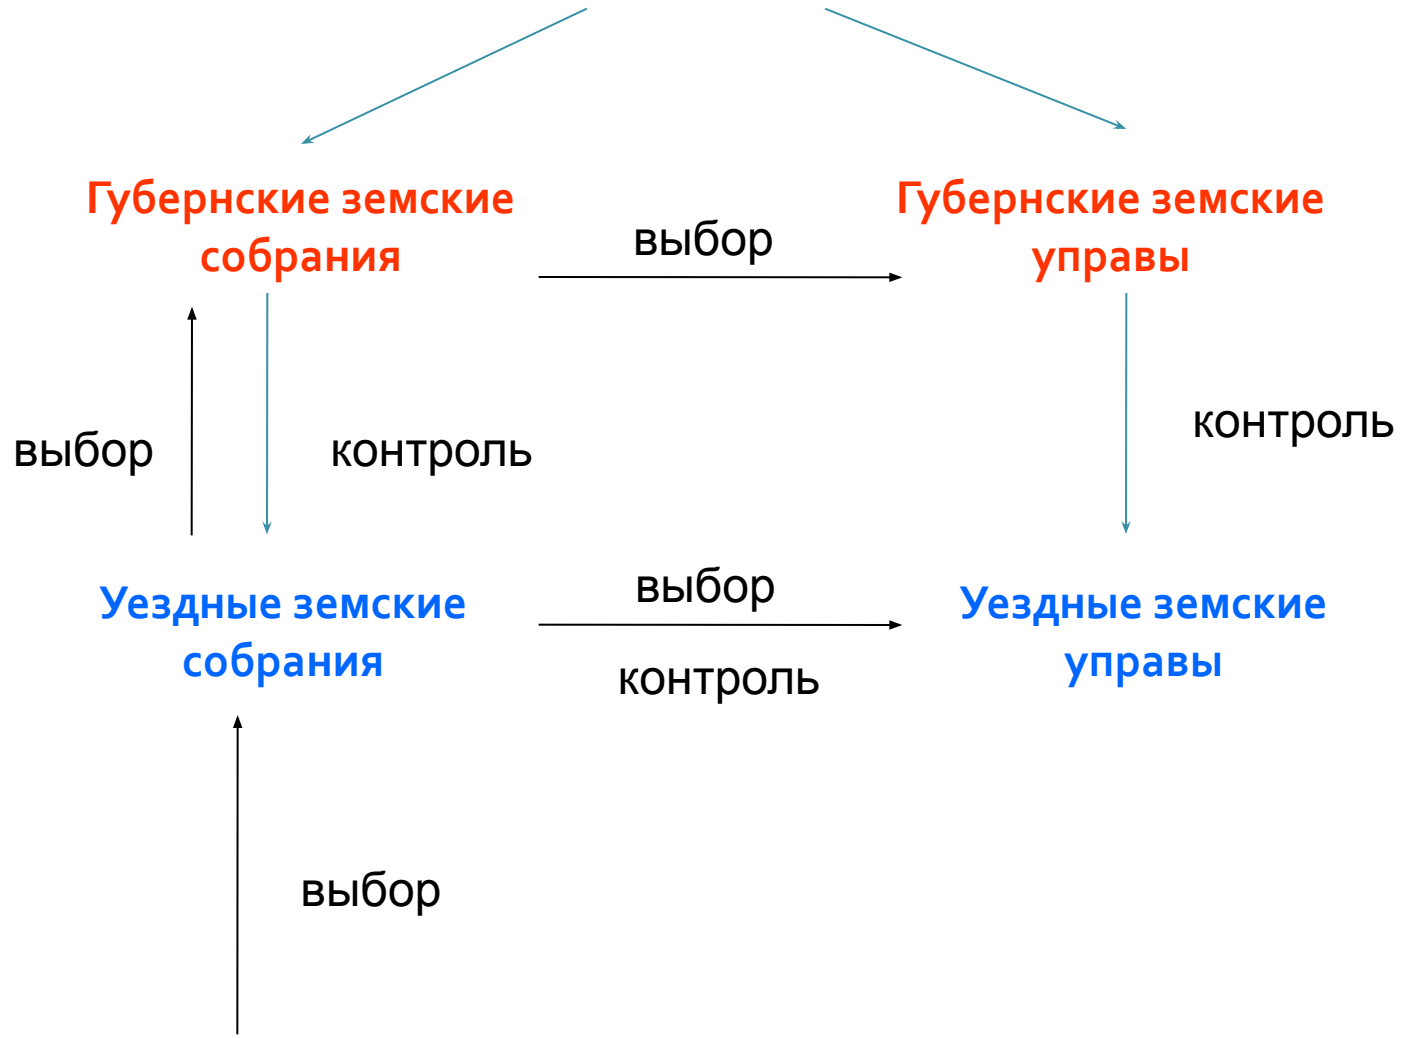 Губернские земские
собрания
выбор
Губернские земские
управы
выбор
контроль
контроль
Уездные земские
собрания
выбор
контроль
Уездные земские
управы
выбор